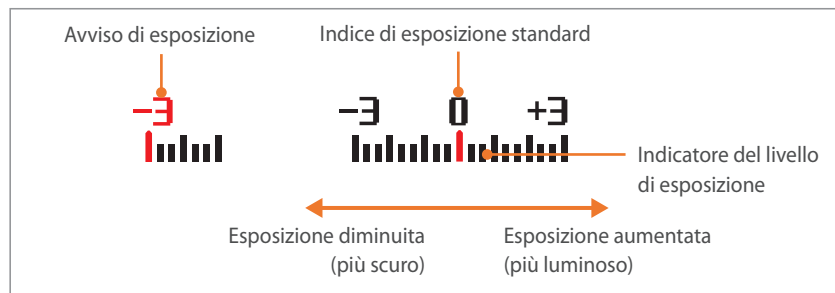 Avviso di esposizione
Indice di esposizione standard
-3
-3 0 +3
Indicatore del livello
di esposizione
Esposizione diminuita
(più scuro)
Esposizione aumentata
(più luminoso)